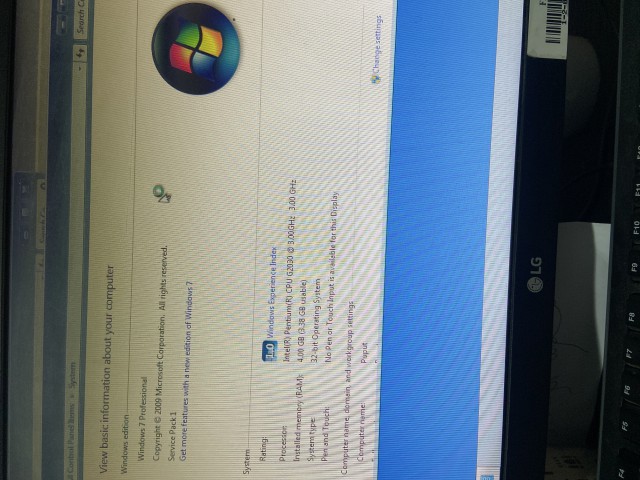 Control Panel Items ▸ System
Search C
View basic information about your computer
Windows edition
Windows 7 Professional
Copyright © 2009 Microsoft Corporation. All rights reserved.
Service Pack 1
Get more features with a new edition of Windows 7
System
Rating:
Windows Experience Index
Processor:
Intel(R) Pentium(R) CPU G2030 @ 3.00GHz 3.00 GHz
Installed memory (RAM):
4.00 GB (3.38 GB usable)
System type:
32-bit Operating System
Pen and Touch:
No Pen or Touch Input is available for this Display
Computer name, domain, and workgroup settings
Computer name:
Change settings
LG
F4
F5
F6
F7
F8
F9
F10
F11